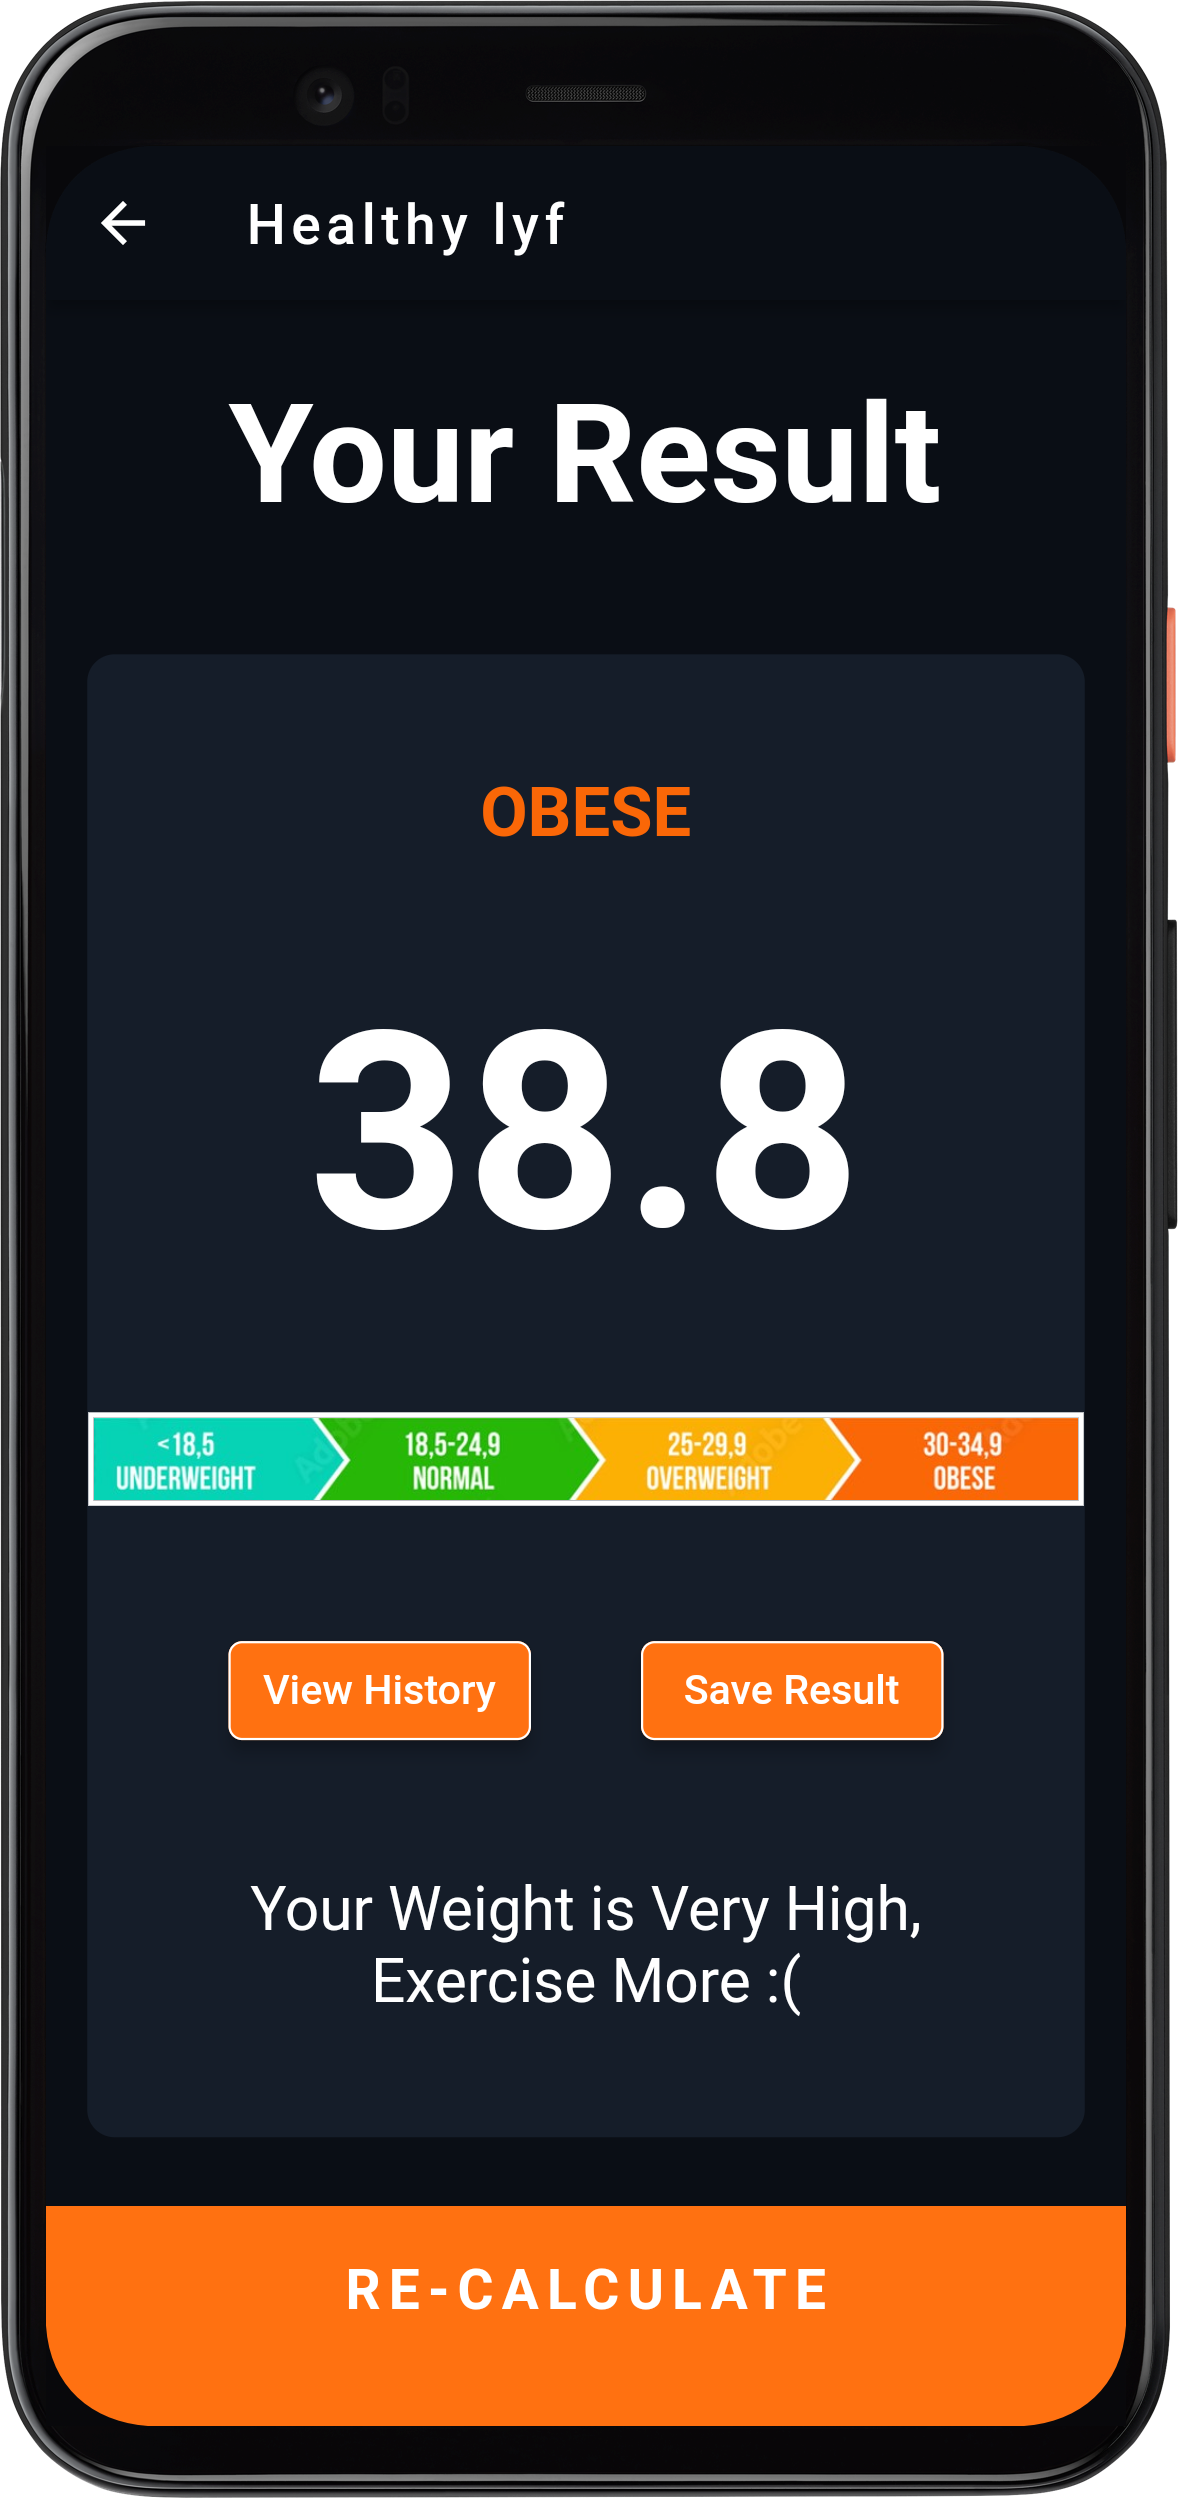 Healthy lyf
Your Result
OBESE
38.8
<18,5
UNDERWEIGHT
18,5-24,9
NORMAL
25-29,9
OVERWEIGHT
30-34,9
OBESE
View History
Save Result
Your Weight is Very High,
Exercise More :(
RE-CALCULATE